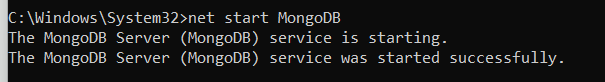 C:\Windows\System32>net start MongoDB
The MongoDB Server (MongoDB) service is starting.
The MongoDB Server (MongoDB) service was started successfully.